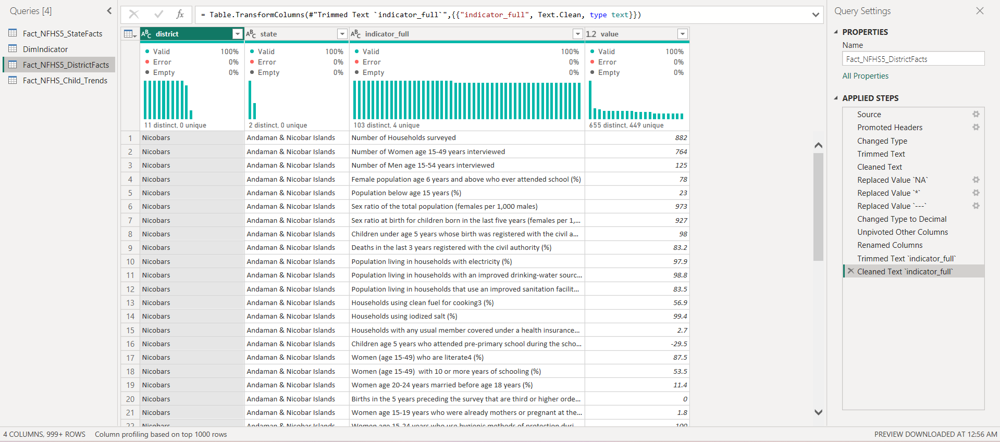 Queries [4]
Fact_NFHS5_StateFacts
DimIndicator
Fact_NFHS5_DistrictFacts
Fact_NFHS_Child_Trends
fx
= Table.TransformColumns(#"Trimmed Text `indicator_full`",{{"indicator_full", Text.Clean, type text}})
ABC district ABC state ABC indicator_full 1.2 value
Valid 100% Valid 100% Valid 100% Valid 100%
Error 0% Error 0% Error 0% Error 0%
Empty 0% Empty 0% Empty 0% Empty 0%
11 distinct, 0 unique 2 distinct, 0 unique 103 distinct, 4 unique 655 distinct, 449 unique
1 Nicobars Andaman & Nicobar Islands Number of Households surveyed 882
2 Nicobars Andaman & Nicobar Islands Number of Women age 15-49 years interviewed 764
3 Nicobars Andaman & Nicobar Islands Number of Men age 15-54 years interviewed 125
4 Nicobars Andaman & Nicobar Islands Female population age 6 years and above who ever attended school (%) 78
5 Nicobars Andaman & Nicobar Islands Population below age 15 years (%) 23
6 Nicobars Andaman & Nicobar Islands Sex ratio of the total population (females per 1,000 males) 973
7 Nicobars Andaman & Nicobar Islands Sex ratio at birth for children born in the last five years (females per 1,... 927
8 Nicobars Andaman & Nicobar Islands Children under age 5 years whose birth was registered with the civil a... 98
9 Nicobars Andaman & Nicobar Islands Deaths in the last 3 years registered with the civil authority (%) 83.2
10 Nicobars Andaman & Nicobar Islands Population living in households with electricity (%) 97.9
11 Nicobars Andaman & Nicobar Islands Population living in households with an improved drinking-water sourc... 98.8
12 Nicobars Andaman & Nicobar Islands Population living in households that use an improved sanitation facilit... 83.5
13 Nicobars Andaman & Nicobar Islands Households using clean fuel for cooking3 (%) 56.9
14 Nicobars Andaman & Nicobar Islands Households using iodized salt (%) 99.4
15 Nicobars Andaman & Nicobar Islands Households with any usual member covered under a health insurance... 2.7
16 Nicobars Andaman & Nicobar Islands Children age 5 years who attended pre-primary school during the scho... -29.5
17 Nicobars Andaman & Nicobar Islands Women (age 15-49) who are literate4 (%) 87.5
18 Nicobars Andaman & Nicobar Islands Women (age 15-49)  with 10 or more years of schooling (%) 53.5
19 Nicobars Andaman & Nicobar Islands Women age 20-24 years married before age 18 years (%) 11.4
20 Nicobars Andaman & Nicobar Islands Births in the 5 years preceding the survey that are third or higher orde... 0
21 Nicobars Andaman & Nicobar Islands Women age 15-19 years who were already mothers or pregnant at the... 1.8
22 Nicobars Andaman & Nicobar Islands Women age 15-24 years who use hygienic methods of protection duri... 100
4 COLUMNS, 999+ ROWS Column profiling based on top 1000 rows
Query Settings
PROPERTIES
Name
Fact_NFHS5_DistrictFacts
All Properties
APPLIED STEPS
Source
Promoted Headers
Changed Type
Trimmed Text
Cleaned Text
Replaced Value `NA`
Replaced Value `*`
Replaced Value `---`
Changed Type to Decimal
Unpivoted Other Columns
Renamed Columns
Trimmed Text `indicator_full`
Cleaned Text `indicator_full`
PREVIEW DOWNLOADED AT 12:56 AM